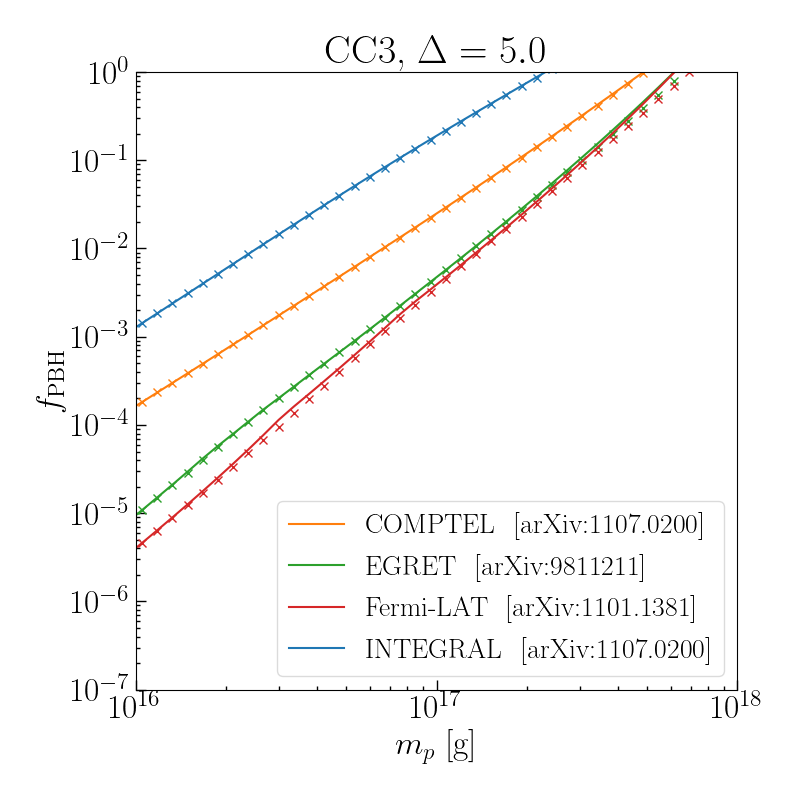 CC3, Δ = 5.0
f_PBH
10^0
10^-1
10^-2
10^-3
10^-4
10^-5
10^-6
10^-7
COMPTEL [arXiv:1107.0200]
EGRET [arXiv:9811211]
Fermi-LAT [arXiv:1101.1381]
INTEGRAL [arXiv:1107.0200]
10^16 10^17 10^18
m_p [g]